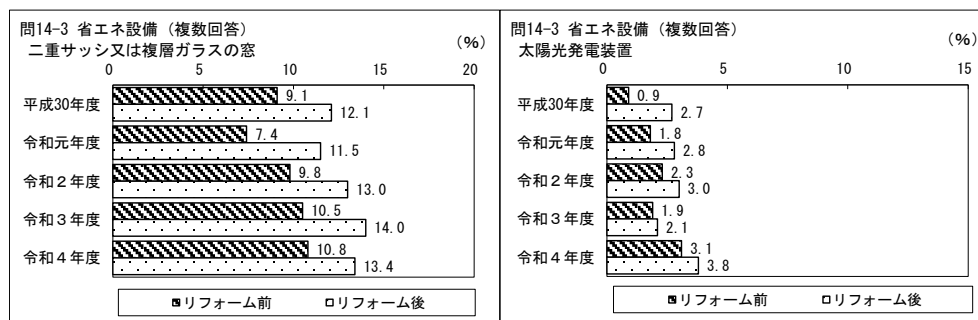 問14-3 省エネ設備（複数回答）
二重サッシ又は複層ガラスの窓
（%）
0 5 10 15 20
平成30年度 9.1 12.1
令和元年度 7.4 11.5
令和２年度 9.8 13.0
令和３年度 10.5 14.0
令和４年度 10.8 13.4
リフォーム前 リフォーム後
問14-3 省エネ設備（複数回答）
太陽光発電装置
（%）
0 5 10 15
平成30年度 0.9 2.7
令和元年度 1.8 2.8
令和２年度 2.3 3.0
令和３年度 1.9 2.1
令和４年度 3.1 3.8
リフォーム前 リフォーム後